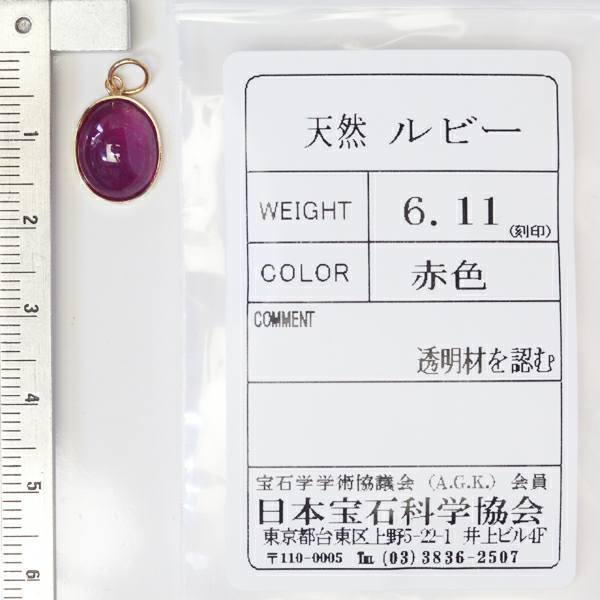 1
2
3
4
5
6
天然 ルビー
WEIGHT 6.11 (刻印)
COLOR 赤色
COMMENT
透明材を認む
宝石学学術協議会 (A.G.K.) 会員
日本宝石科学協会
東京都台東区上野5-22-1 井上ビル4F
〒110-0005 TEL (03)3836-2507